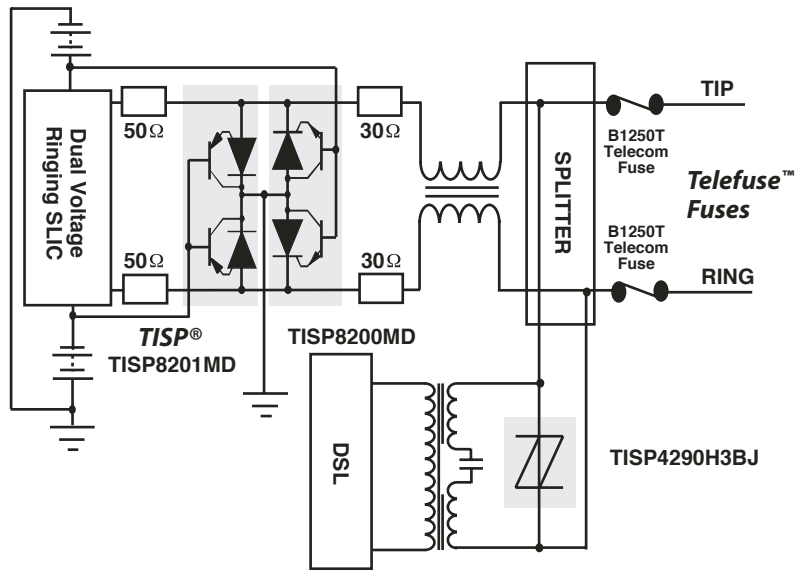 Dual Voltage
Ringing SLIC
50Ω
30Ω
50Ω
30Ω
TISP®
TISP8201MD
TISP8200MD
SPLITTER
B1250T
Telecom
Fuse
TIP
Telefuse™
Fuses
B1250T
Telecom
Fuse
RING
DSL
TISP4290H3BJ